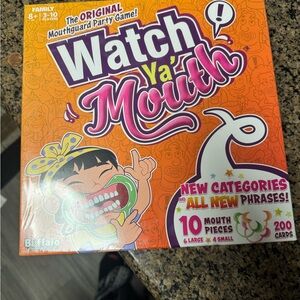 FAMILY
8+ | 3-10
The ORIGINAL
Mouthguard Party Game!
Watch
Ya'
Mouth
!
NEW CATEGORIES
ALL NEW PHRASES!
10 MOUTH PIECES
6 LARGE 4 SMALL
200 CARDS
Buffalo